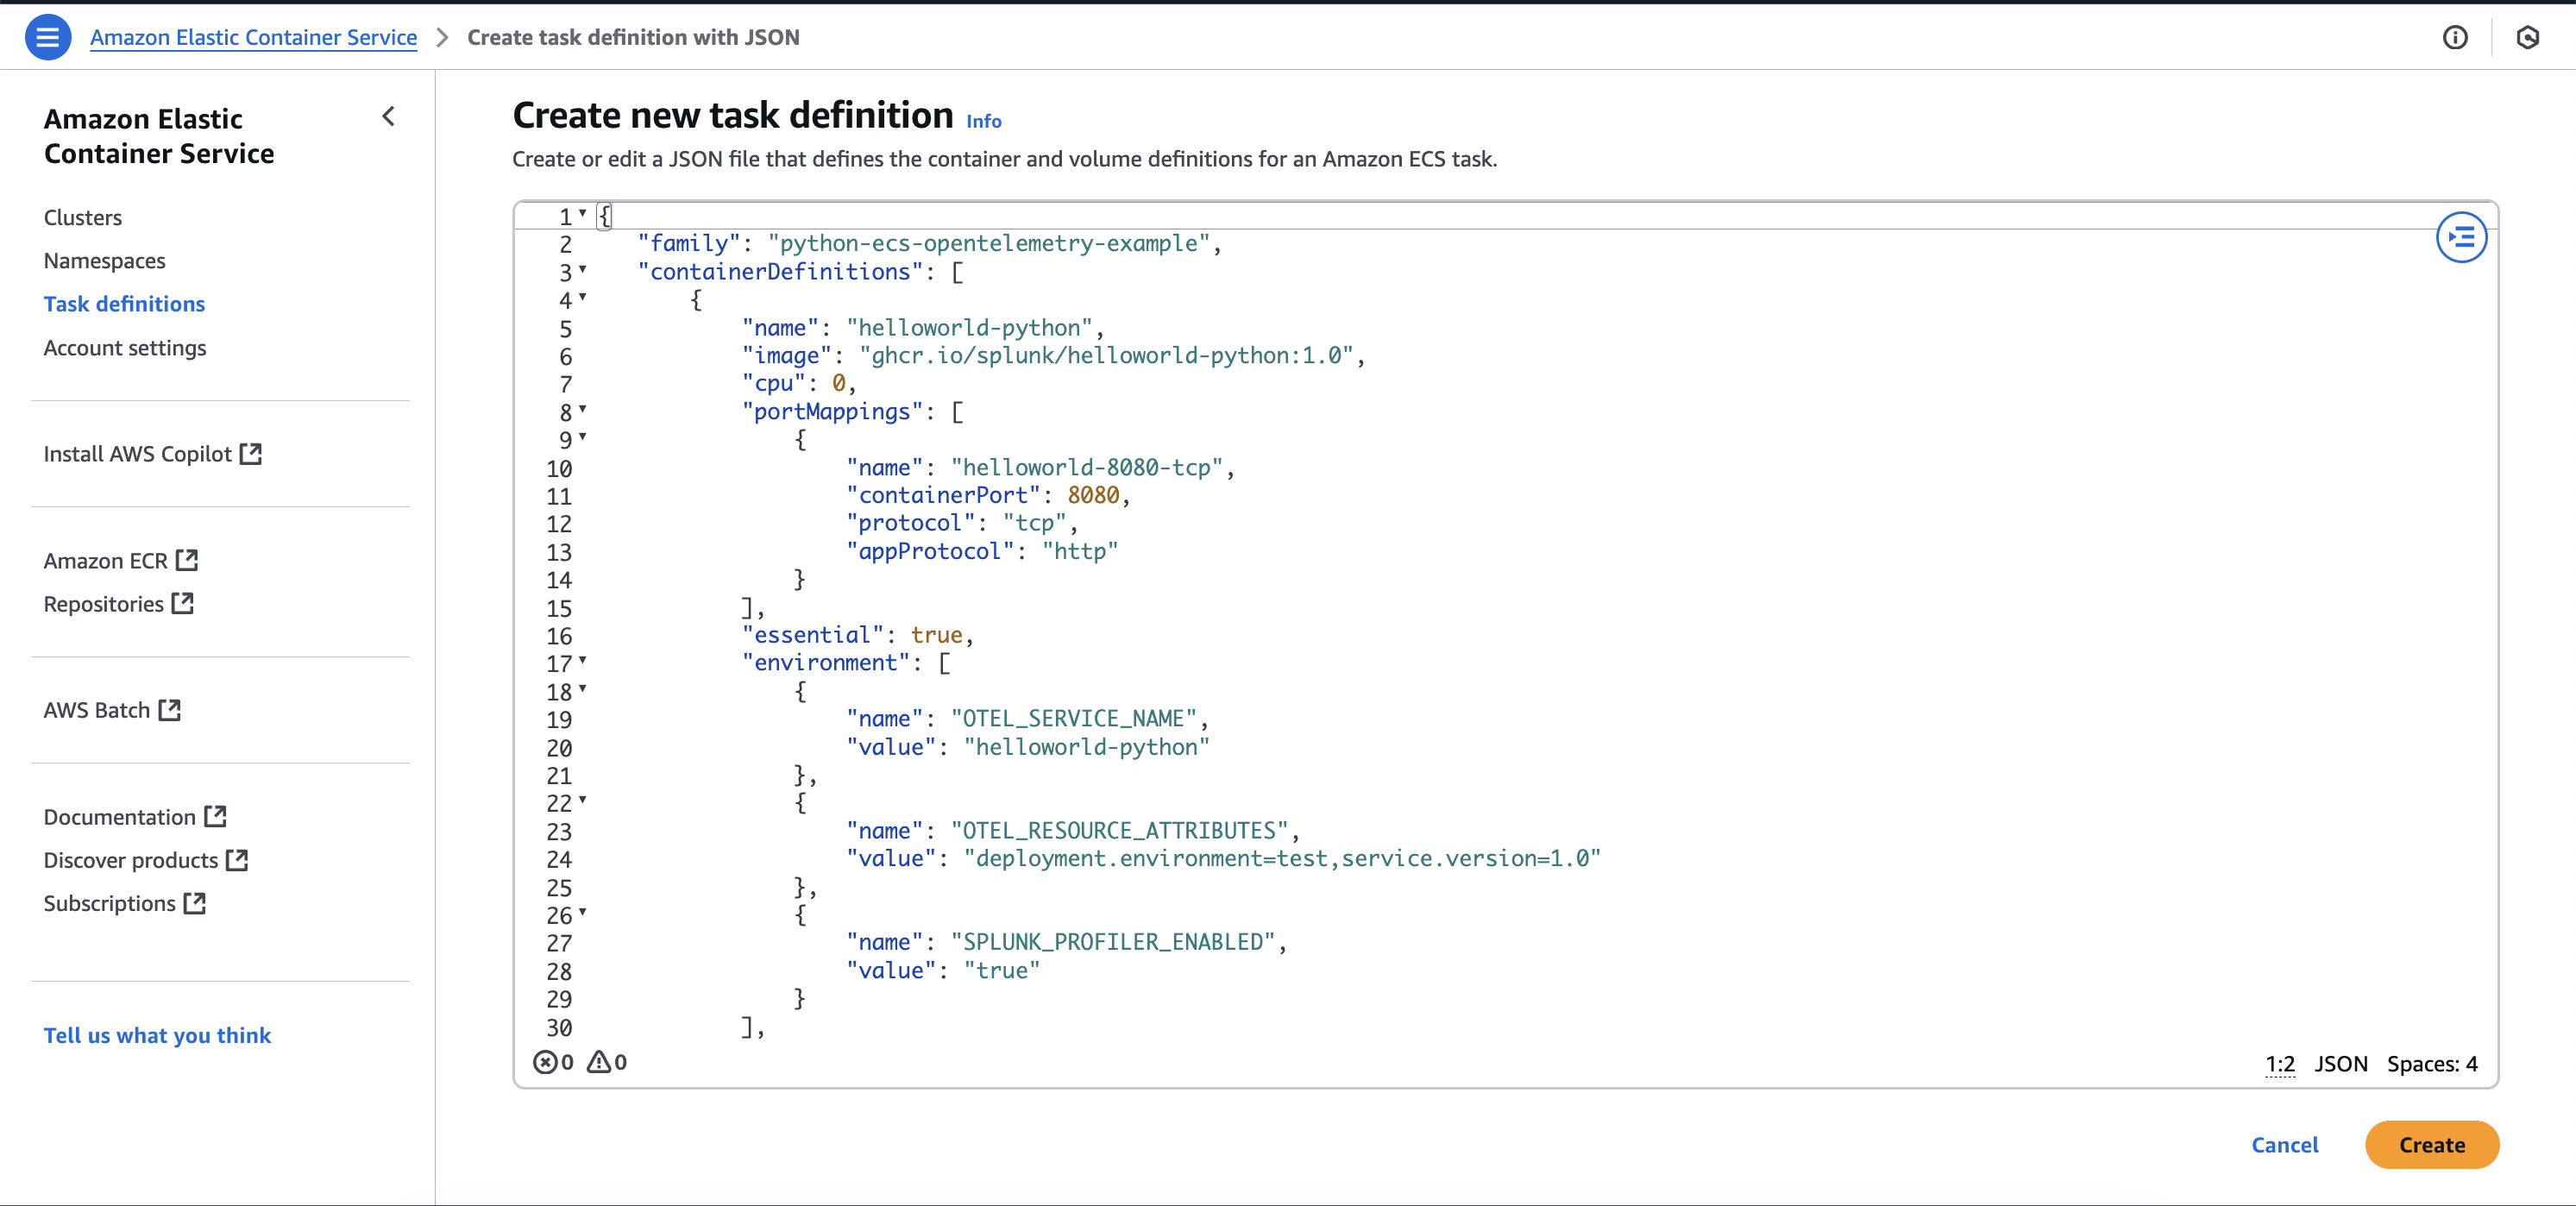 Amazon Elastic Container Service > Create task definition with JSON
Amazon Elastic
Container Service
Clusters
Namespaces
Task definitions
Account settings
Install AWS Copilot
Amazon ECR
Repositories
AWS Batch
Documentation
Discover products
Subscriptions
Tell us what you think
Create new task definition Info
Create or edit a JSON file that defines the container and volume definitions for an Amazon ECS task.
1 {
2     "family": "python-ecs-opentelemetry-example",
3     "containerDefinitions": [
4         {
5             "name": "helloworld-python",
6             "image": "ghcr.io/splunk/helloworld-python:1.0",
7             "cpu": 0,
8             "portMappings": [
9                 {
10                     "name": "helloworld-8080-tcp",
11                     "containerPort": 8080,
12                     "protocol": "tcp",
13                     "appProtocol": "http"
14                 }
15             ],
16             "essential": true,
17             "environment": [
18                 {
19                     "name": "OTEL_SERVICE_NAME",
20                     "value": "helloworld-python"
21                 },
22                 {
23                     "name": "OTEL_RESOURCE_ATTRIBUTES",
24                     "value": "deployment.environment=test,service.version=1.0"
25                 },
26                 {
27                     "name": "SPLUNK_PROFILER_ENABLED",
28                     "value": "true"
29                 }
30             ],
0 0 1:2 JSON Spaces: 4
Cancel Create